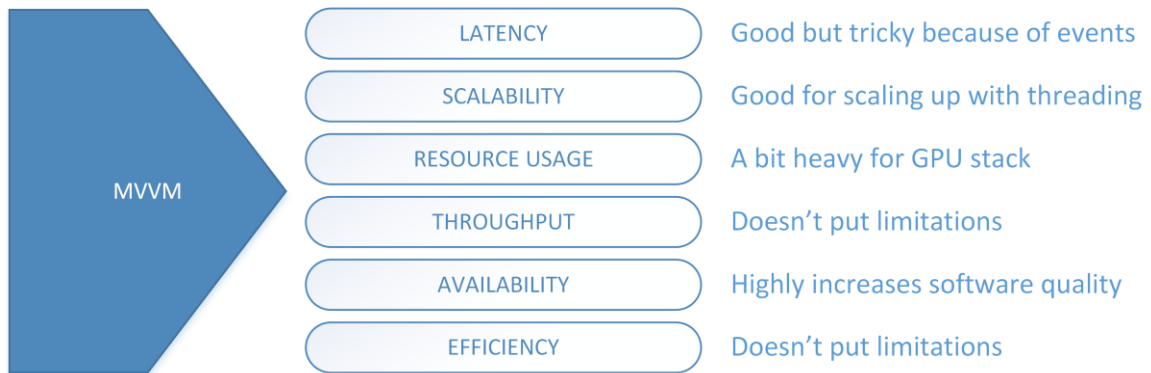 MVVM
LATENCY
Good but tricky because of events
SCALABILITY
Good for scaling up with threading
RESOURCE USAGE
A bit heavy for GPU stack
THROUGHPUT
Doesn’t put limitations
AVAILABILITY
Highly increases software quality
EFFICIENCY
Doesn’t put limitations